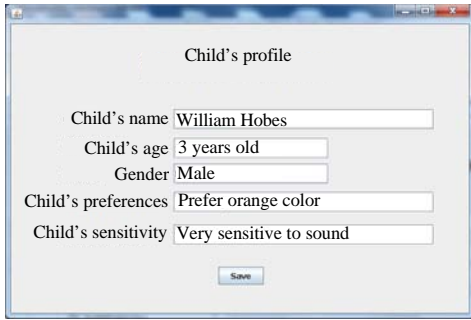 Child's profile
Child's name William Hobes
Child's age 3 years old
Gender Male
Child's preferences Prefer orange color
Child's sensitivity Very sensitive to sound
Save